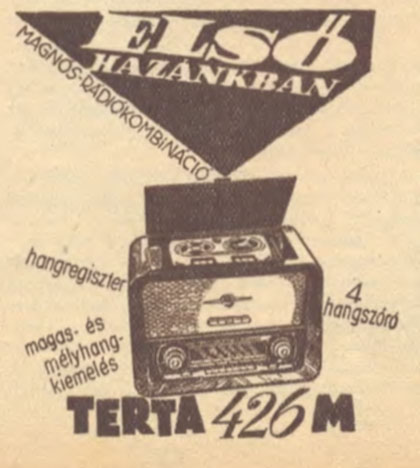 ELSŐ
HAZÁNKBAN
MAGNÓS-RÁDIÓKOMBINÁCIÓ
hangregiszter
4
hangszóró
magas- és
mélyhang-
kiemelés
TERTA 426 M